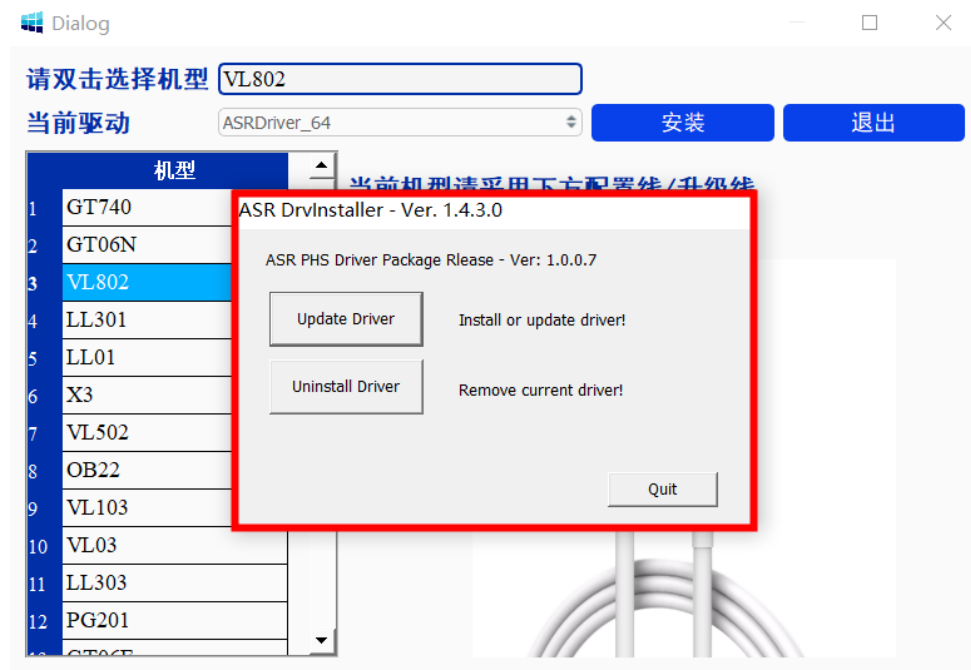 Dialog
请双击选择机型 VL802
当前驱动 ASRDriver_64 安装 退出
机型
当前机型请采用下方配置线/升级线
1 GT740
2 GT06N
3 VL802
4 LL301
5 LL01
6 X3
7 VL502
8 OB22
9 VL103
10 VL03
11 LL303
12 PG201
ASR DrvInstaller - Ver. 1.4.3.0
ASR PHS Driver Package Rlease - Ver: 1.0.0.7
Update Driver Install or update driver!
Uninstall Driver Remove current driver!
Quit